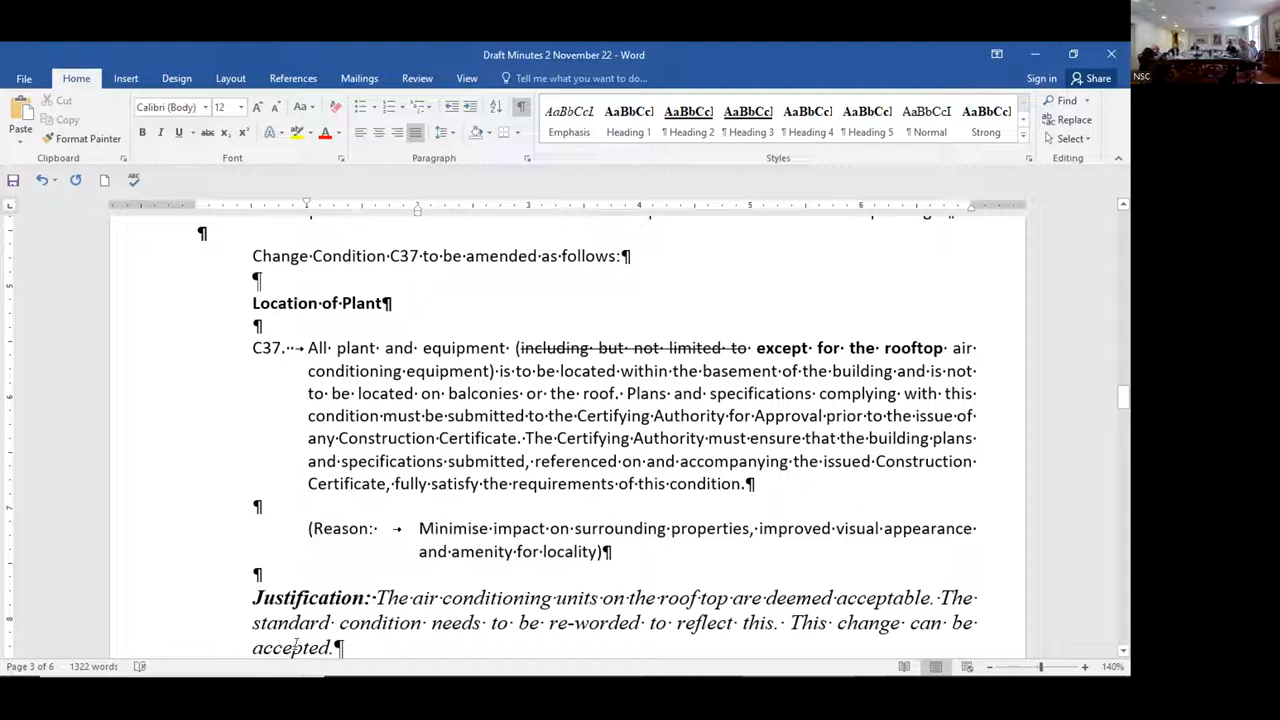 NSC
Draft Minutes 2 November 22 - Word
File Home Insert Design Layout References Mailings Review View Tell me what you want to do... Sign in Share
Paste Cut Copy Format Painter Clipboard
Calibri (Body) 12 Font
Paragraph
AaBbCcI AaBbCcI AaBbCcI AaBbCcI AaBbCcI AaBbCcI AaBbCcI AaBbCcI
Emphasis Heading 1 ¶ Heading 2 ¶ Heading 3 ¶ Heading 4 ¶ Heading 5 ¶ Normal Strong
Styles
Find Replace Select Editing
1 2 3 4 5 6
¶
Change·Condition·C37·to·be·amended·as·follows:¶
¶
Location·of·Plant¶
¶
C37.··→All· plant· and· equipment· (including· but· not· limited· to· except· for· the· rooftop· air·
conditioning·equipment)·is·to·be·located·within·the·basement·of·the·building·and·is·not·
to· be· located· on· balconies· or· the· roof.· Plans· and· specifications· complying· with· this·
condition·must·be·submitted·to·the·Certifying·Authority·for·Approval·prior·to·the·issue·of·
any·Construction·Certificate.·The·Certifying·Authority·must·ensure·that·the·building·plans·
and·specifications·submitted,·referenced·on·and·accompanying·the·issued·Construction·
Certificate,·fully·satisfy·the·requirements·of·this·condition.¶
¶
(Reason:· → Minimise·impact·on·surrounding·properties,·improved·visual·appearance·
and·amenity·for·locality)¶
¶
Justification:·The·air·conditioning·units·on·the·roof·top·are·deemed·acceptable.·The·
standard· condition· needs· to· be· re-worded· to· reflect· this.· This· change· can· be·
accepted.¶
Page 3 of 6 1322 words 140%